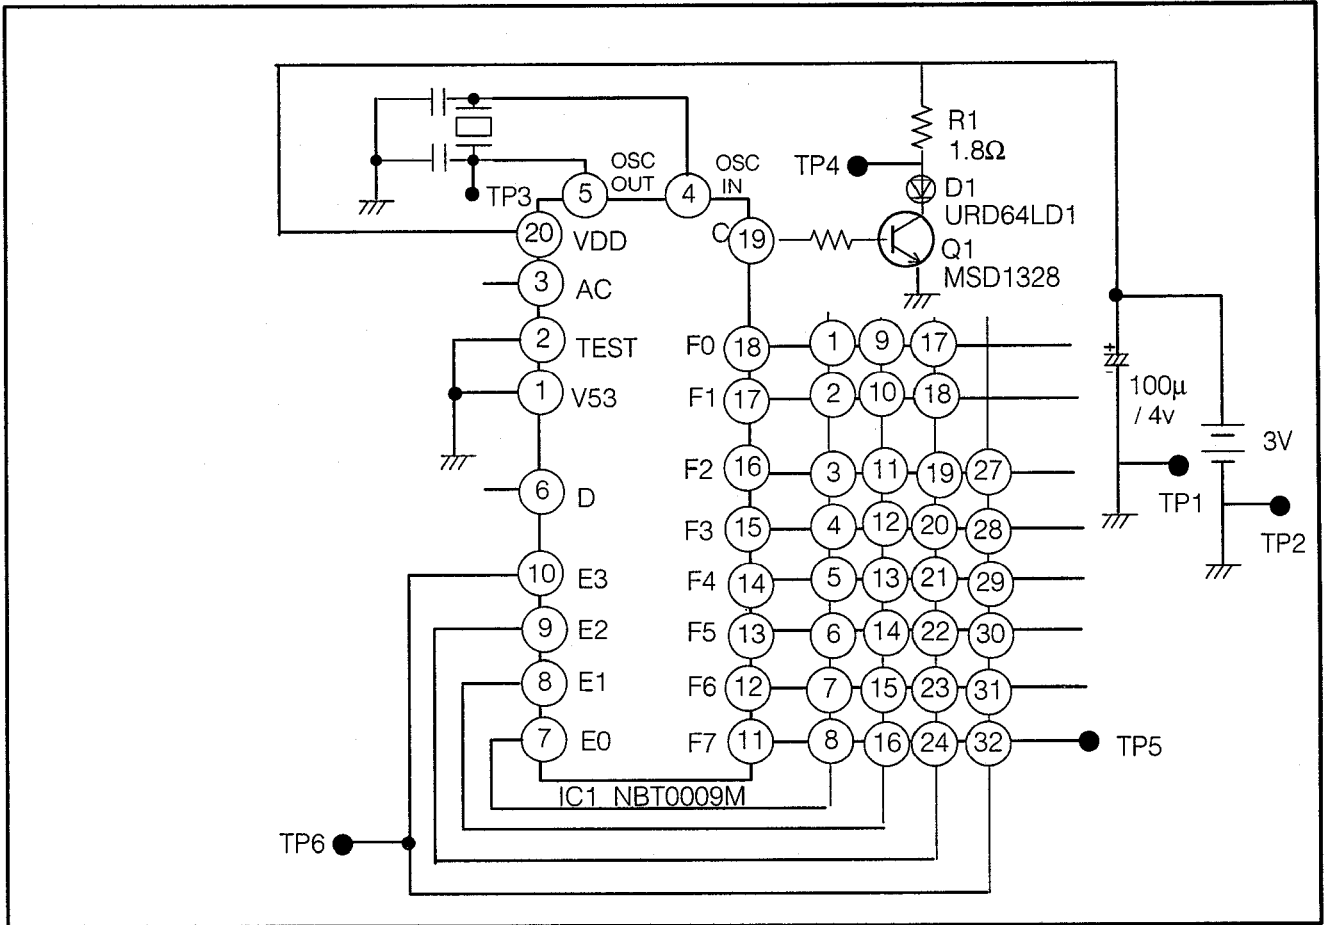 R1
1.8Ω
TP4
D1
URD64LD1
Q1
MSD1328
OSC
OUT
OSC
IN
TP3
5
4
20
VDD
C
19
3
AC
2
TEST
1
V53
6
D
10
E3
9
E2
8
E1
7
E0
F0 18 1 9 17
F1 17 2 10 18
F2 16 3 11 19 27
F3 15 4 12 20 28
F4 14 5 13 21 29
F5 13 6 14 22 30
F6 12 7 15 23 31
F7 11 8 16 24 32 TP5
+
-
100μ
/ 4v
3V
TP1
TP2
IC1 NBT0009M
TP6